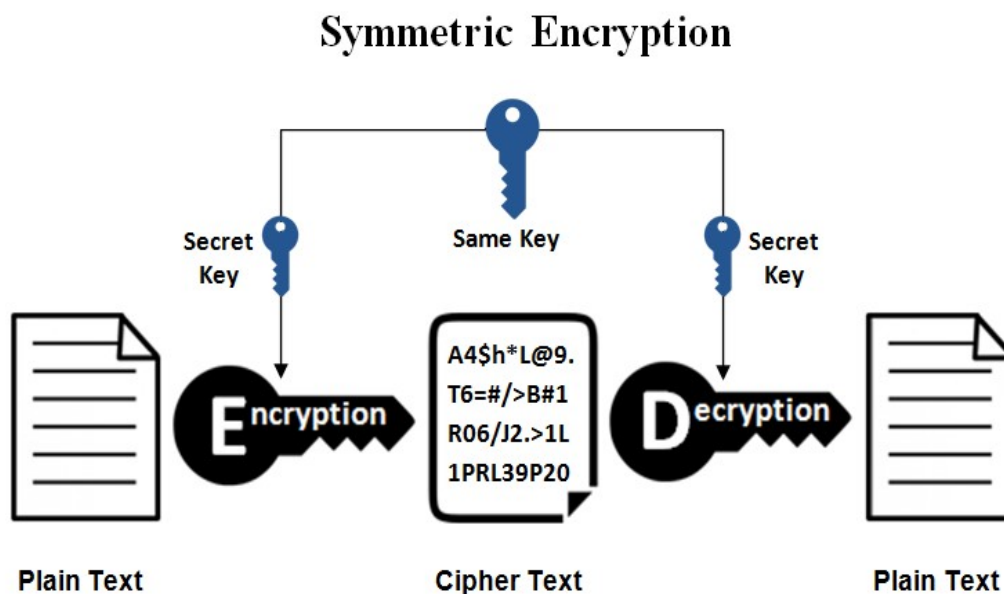 Symmetric Encryption
Secret
Key
Same Key
Secret
Key
Encryption
A4$h*L@9.
T6=#/>B#1
R06/J2.>1L
1PRL39P20
Decryption
Plain Text
Cipher Text
Plain Text